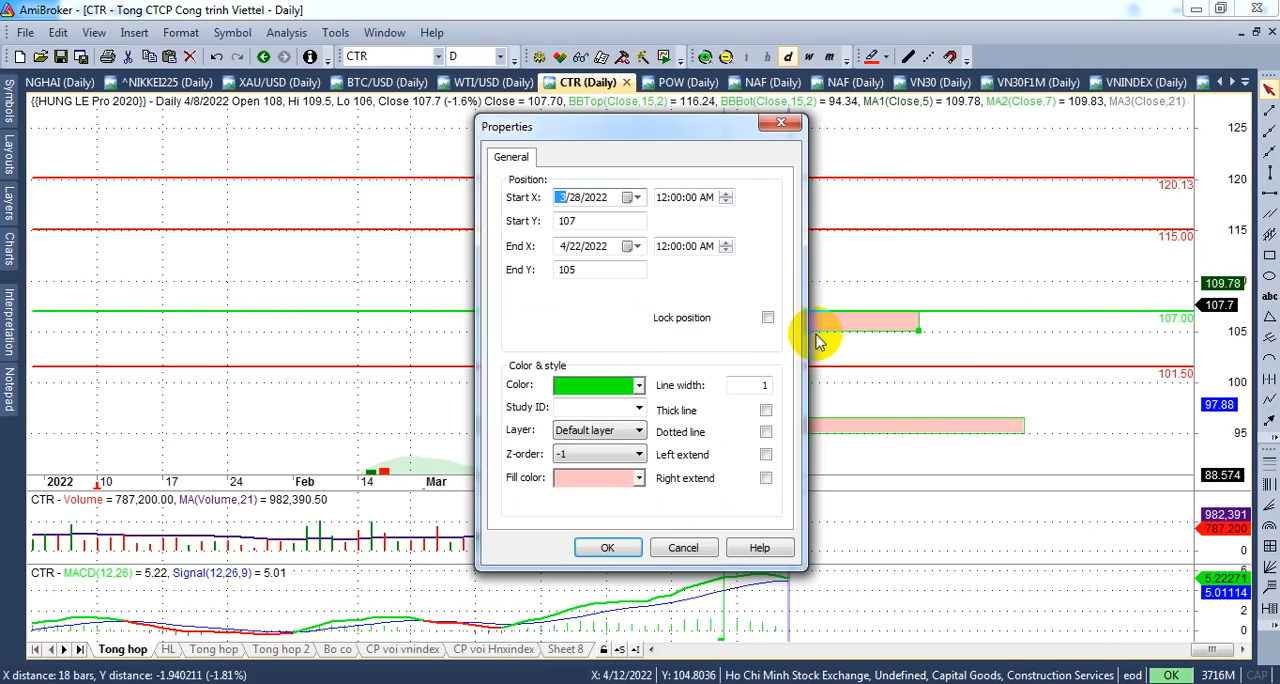 AmiBroker - [CTR - Tong CTCP Cong trinh Viettel - Daily]
File Edit View Insert Format Symbol Analysis Tools Window Help
CTR D i h d w m
NGHAI (Daily) ^NIKKEI225 (Daily) XAU/USD (Daily) BTC/USD (Daily) WTI/USD (Daily) CTR (Daily) POW (Daily) NAF (Daily) NAF (Daily) VN30 (Daily) VN30F1M (Daily) VNINDEX (Daily)
{{HUNG LE Pro 2020}} - Daily 4/8/2022 Open 108, Hi 109.5, Lo 106, Close 107.7 (-1.6%) Close = 107.70, BBTop(Close,15,2) = 116.24, BBBot(Close,15,2) = 94.34, MA1(Close,5) = 109.78, MA2(Close,7) = 109.83, MA3(Close,21)
Symbols
Layouts
Layers
Charts
Interpretation
Notepad
Properties
General
Position:
Start X: 3/28/2022 12:00:00 AM
Start Y: 107
End X: 4/22/2022 12:00:00 AM
End Y: 105
Lock position
Color & style
Color: Line width: 1
Study ID: Thick line
Layer: Default layer Dotted line
Z-order: -1 Left extend
Fill color: Right extend
OK Cancel Help
125
120
120.13
115.00
115
109.78
107.7
107.00
105
101.50
100
97.88
95
88.574
abc
2022 10 17 24 Feb 14 Mar
CTR - Volume = 787,200.00, MA(Volume,21) = 982,390.50
982,391
787,200
0
CTR - MACD(12,26) = 5.22, Signal(12,26,9) = 5.01
6
5.22271
5.01114
2
0
Tong hop HL Tong hop Tong hop 2 Bo co CP voi vnindex CP voi Hnxindex Sheet 8
X distance: 18 bars, Y distance: -1.940211 (-1.81%) X: 4/12/2022 Y: 104.8036 Ho Chi Minh Stock Exchange, Undefined, Capital Goods, Construction Services eod OK 3716M CAP